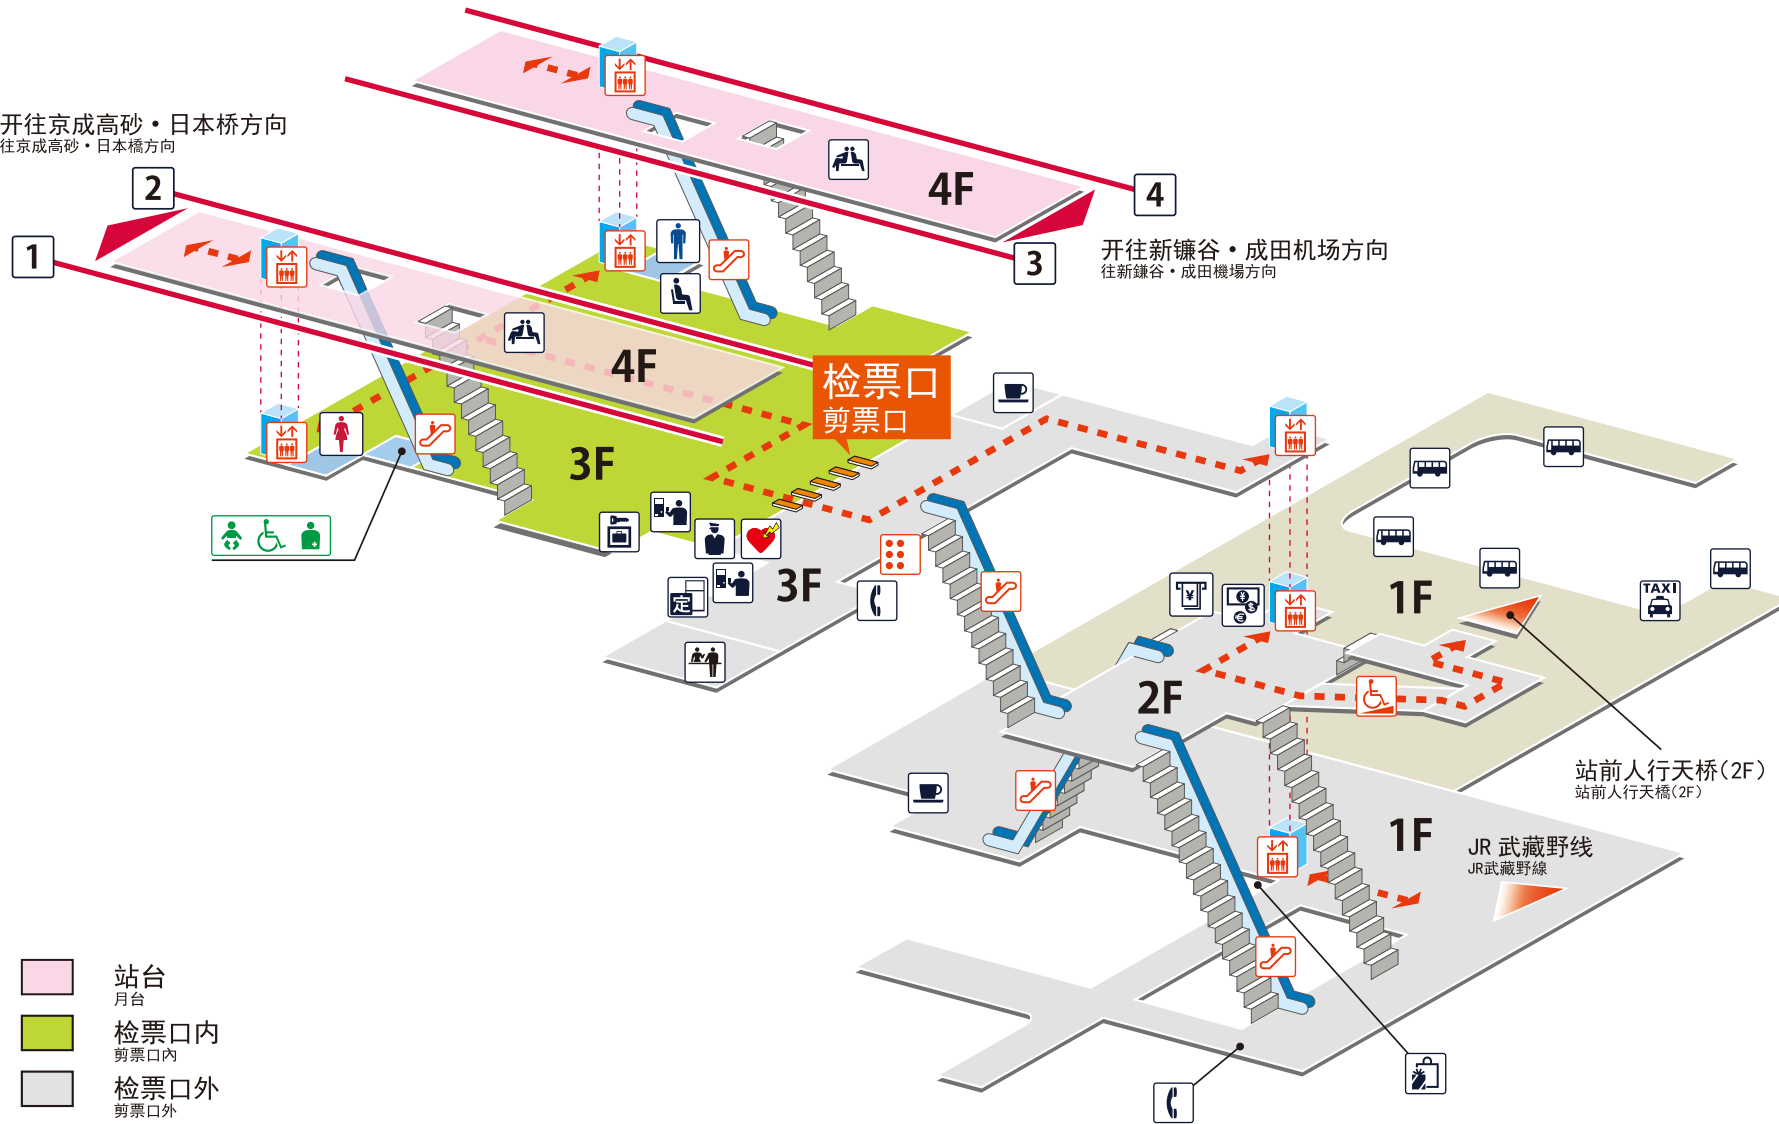 开往京成高砂・日本桥方向
往京成高砂・日本橋方向
2
1
4F
4
3
开往新镰谷・成田机场方向
往新鎌谷・成田機場方向
4F
检票口
剪票口
3F
3F
定
¥
¥
$
€
1F
TAXI
2F
站前人行天桥(2F)
站前人行天橋(2F)
1F
JR 武藏野线
JR武藏野線
站台
月台
检票口内
剪票口內
检票口外
剪票口外